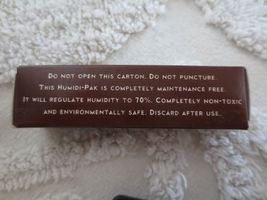 Do not open this carton. Do not puncture.
This Humidi-Pak is completely maintenance free.
It will regulate humidity to 70%. Completely non-toxic
and environmentally safe. Discard after use.